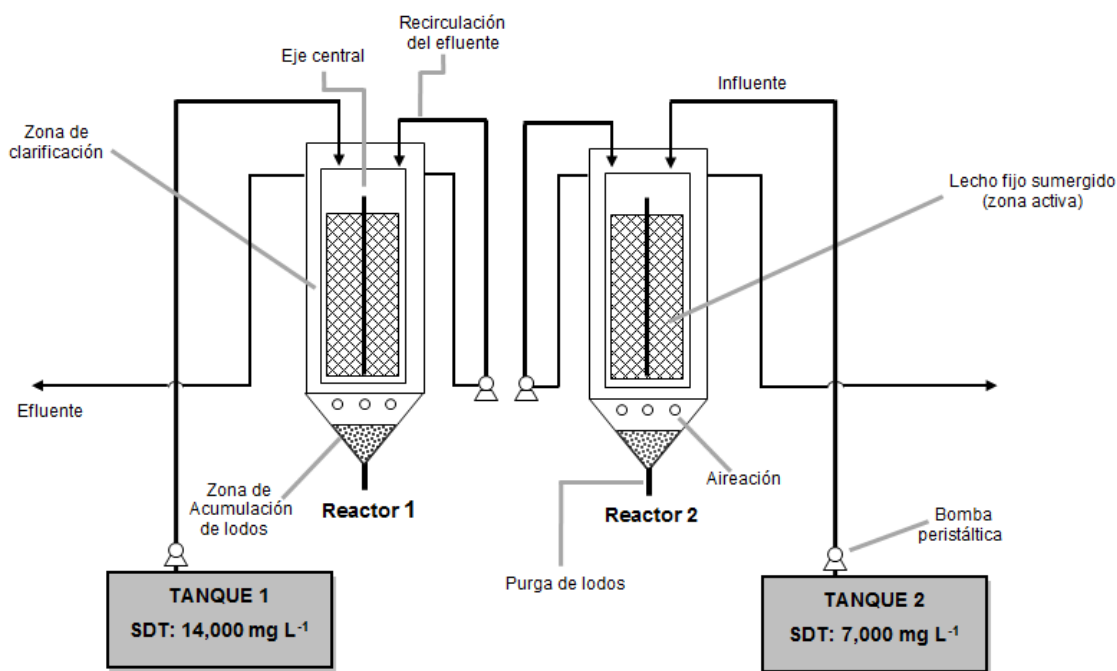 Recirculación
del efluente
Eje central
Influente
Zona de
clarificación
Lecho fijo sumergido
(zona activa)
Efluente
Zona de
Acumulación
de lodos
Reactor 1
Reactor 2
Aireación
Purga de lodos
Bomba
peristáltica
TANQUE 1
SDT: 14,000 mg L⁻¹
TANQUE 2
SDT: 7,000 mg L⁻¹